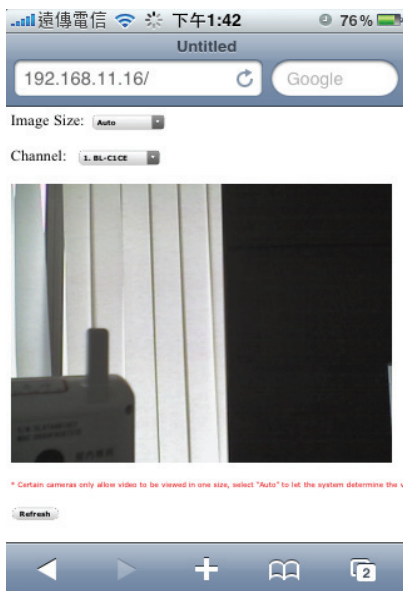 遠傳電信 下午1:42 76%
Untitled
192.168.11.16/ Google
Image Size: Auto
Channel: 1. BL-C1CE
* Certain cameras only allow video to be viewed in one size, select "Auto" to let the system determine the v
Refresh
2